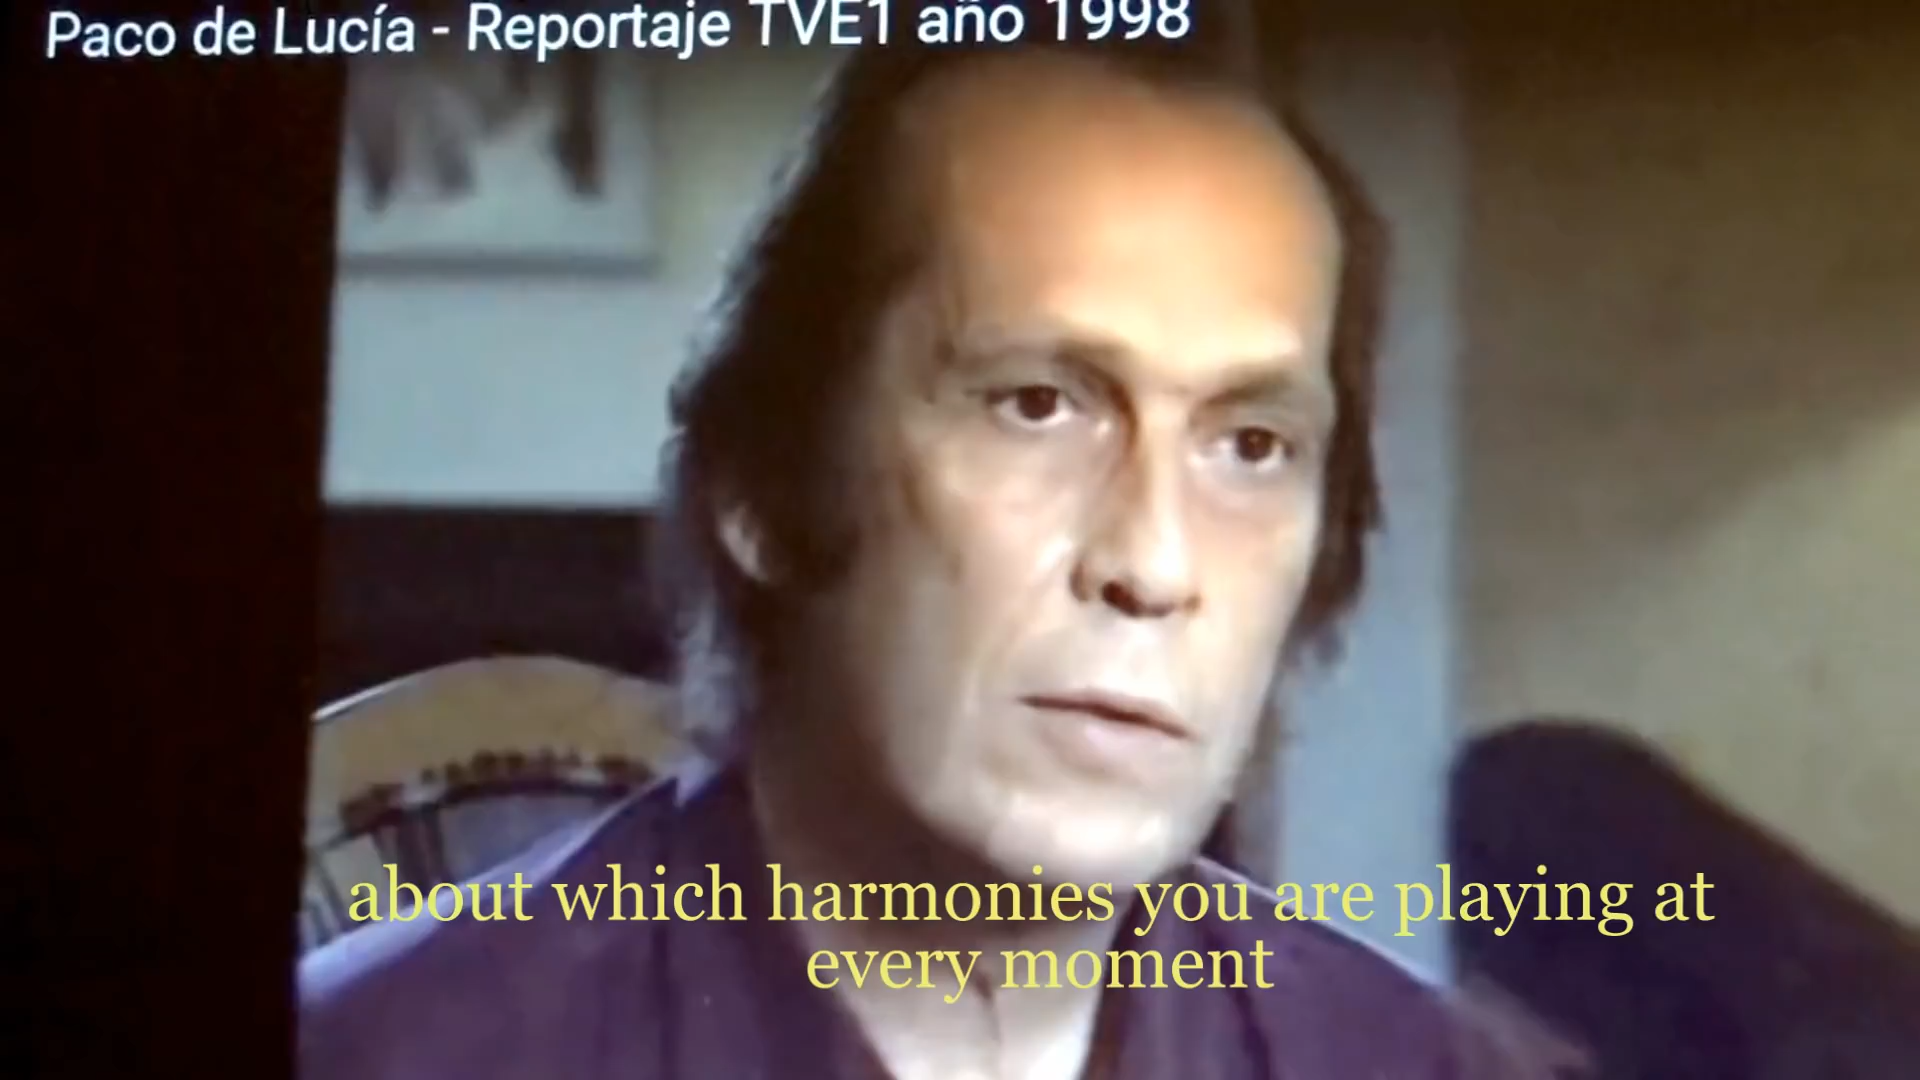 Paco de Lucía - Reportaje TVE1 año 1998
about which harmonies you are playing at
every moment